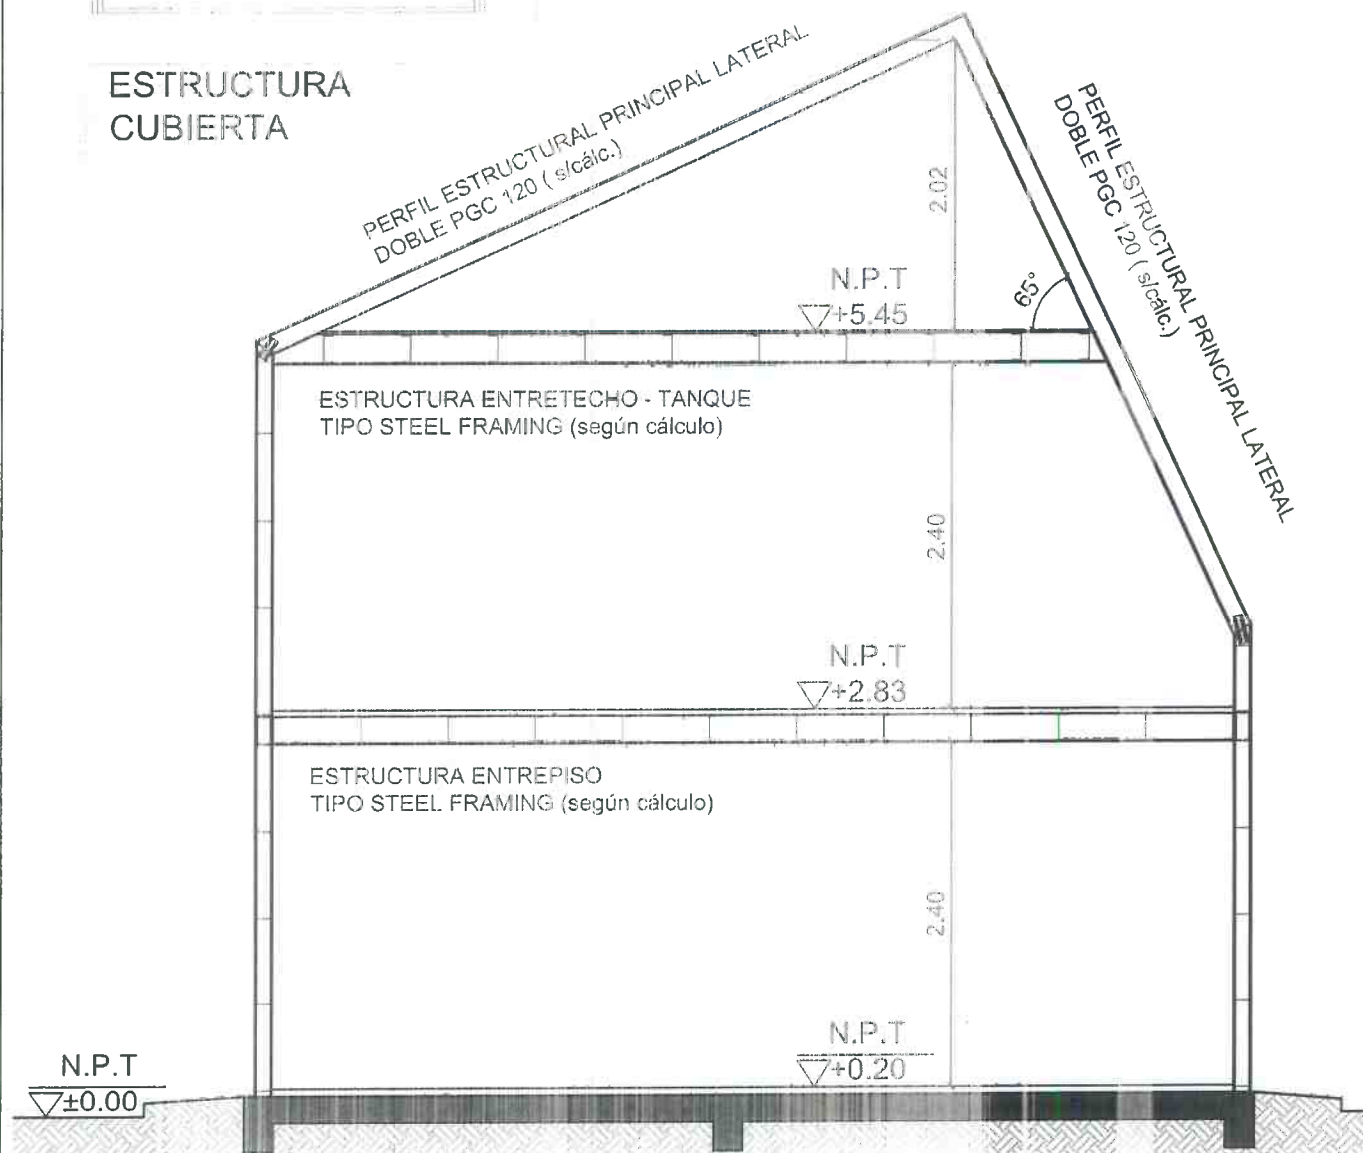 ESTRUCTURA
CUBIERTA
PERFIL ESTRUCTURAL PRINCIPAL LATERAL
DOBLE PGC 120 ( s/cálc.)
PERFIL ESTRUCTURAL PRINCIPAL LATERAL
DOBLE PGC 120 ( s/cálc.)
2.02
N.P.T
+5.45
65°
ESTRUCTURA ENTRETECHO - TANQUE
TIPO STEEL FRAMING (según cálculo)
2.40
N.P.T
+2.83
ESTRUCTURA ENTREPISO
TIPO STEEL FRAMING (según cálculo)
2.40
N.P.T
+0.20
N.P.T
±0.00